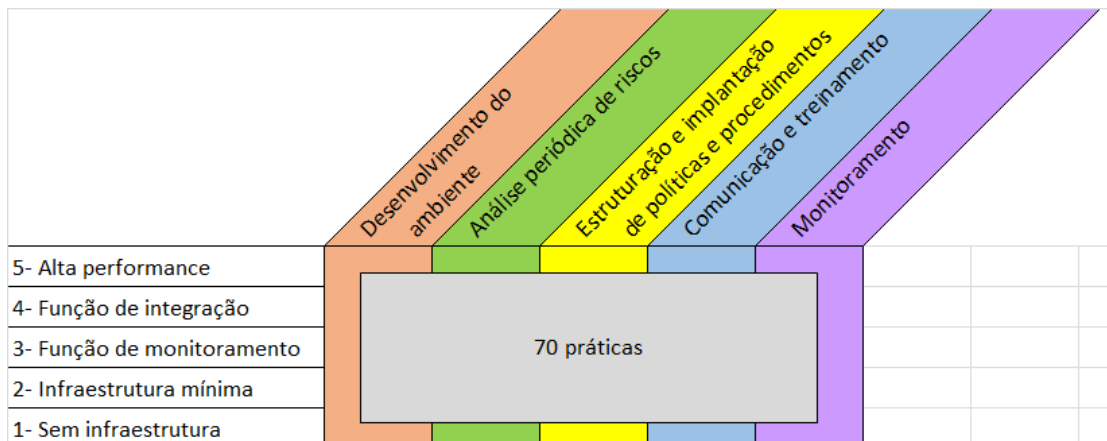 Desenvolvimento do
ambiente
Análise periódica de riscos
Estruturação e implantação
de políticas e procedimentos
Comunicação e treinamento
Monitoramento
5- Alta performance
4- Função de integração
3- Função de monitoramento
2- Infraestrutura mínima
1- Sem infraestrutura
70 práticas